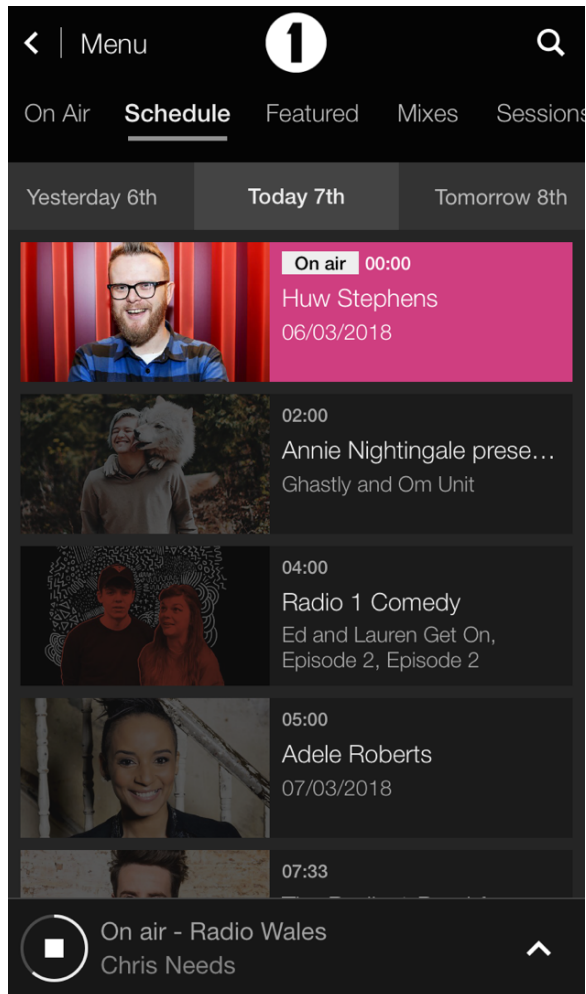 Menu
1
On Air Schedule Featured Mixes Sessions
Yesterday 6th Today 7th Tomorrow 8th
On air 00:00
Huw Stephens
06/03/2018
02:00
Annie Nightingale prese...
Ghastly and Om Unit
04:00
Radio 1 Comedy
Ed and Lauren Get On,
Episode 2, Episode 2
05:00
Adele Roberts
07/03/2018
07:33
On air - Radio Wales
Chris Needs